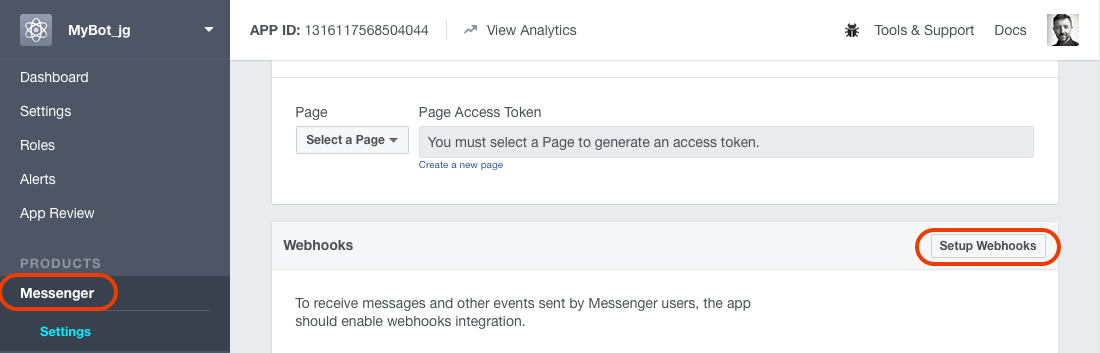 MyBot_jg
APP ID: 1316117568504044
View Analytics
Tools & Support
Docs
Dashboard
Settings
Roles
Alerts
App Review
PRODUCTS
Messenger
Settings
Page
Page Access Token
Select a Page
You must select a Page to generate an access token.
Create a new page
Webhooks
Setup Webhooks
To receive messages and other events sent by Messenger users, the app
should enable webhooks integration.